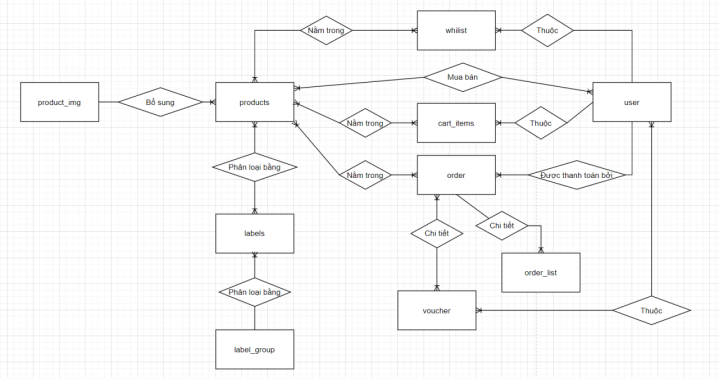 whilist
Nằm trong
Thuộc
Mua bán
product_img
Bổ sung
products
user
Nằm trong
cart_items
Thuộc
Phân loại bằng
Nằm trong
order
Được thanh toán bởi
labels
Chi tiết
Chi tiết
order_list
Phân loại bằng
voucher
Thuộc
label_group